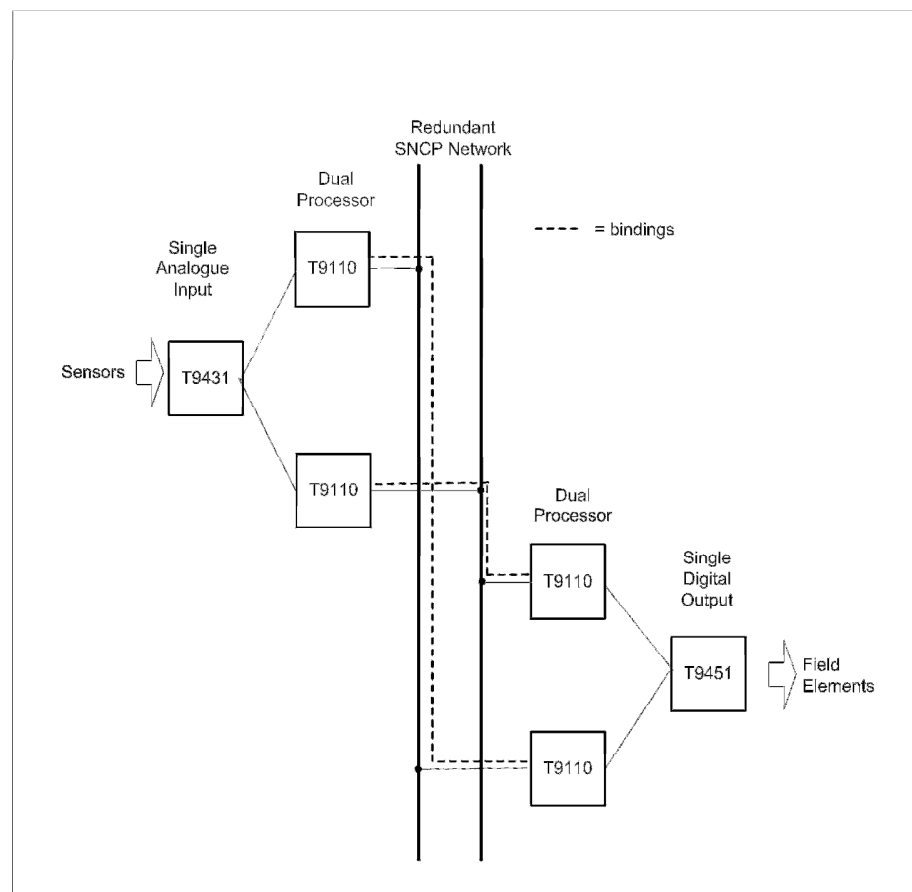 Redundant
SNCP Network
Dual
Processor
= bindings
Single
Analogue
Input
T9110
Sensors
T9431
T9110
Dual
Processor
Single
Digital
Output
T9110
T9451
Field
Elements
T9110